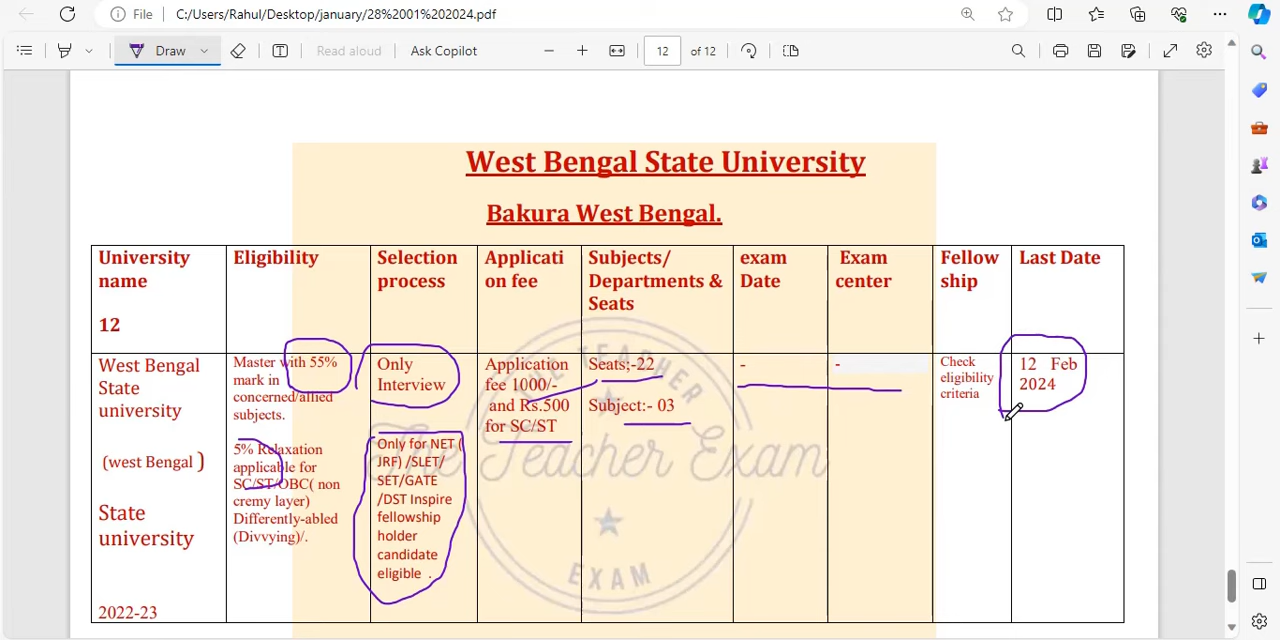 File
C:/Users/Rahul/Desktop/january/28%2001%202024.pdf
Draw
Read aloud
Ask Copilot
12
of 12
West Bengal State University
Bakura West Bengal.
University
name
12
Eligibility
Selection
process
Applicati
on fee
Subjects/
Departments &
Seats
exam
Date
Exam
center
Fellow
ship
Last Date
West Bengal
State
university
(west Bengal )
State
university
2022-23
Master with 55%
mark in
concerned/allied
subjects.
5% Relaxation
applicable for
SC/ST/OBC( non
cremy layer)
Differently-abled
(Divvying)/.
Only
Interview
Only for NET (
JRF) /SLET/
SET/GATE
/DST Inspire
fellowship
holder
candidate
eligible .
Application
fee 1000/-
and Rs.500
for SC/ST
Seats;-22
Subject:- 03
-
-
Check
eligibility
criteria
12 Feb
2024
THE TEACHER
The Teacher Exam
EXAM